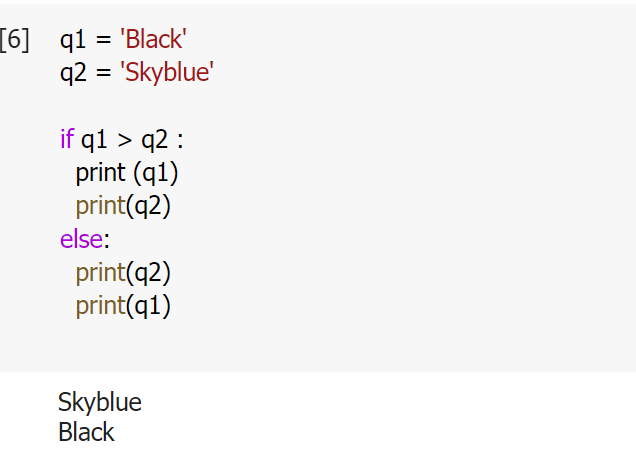 [6] q1 = 'Black'
q2 = 'Skyblue'
if q1 > q2 :
print (q1)
print(q2)
else:
print(q2)
print(q1)
Skyblue
Black